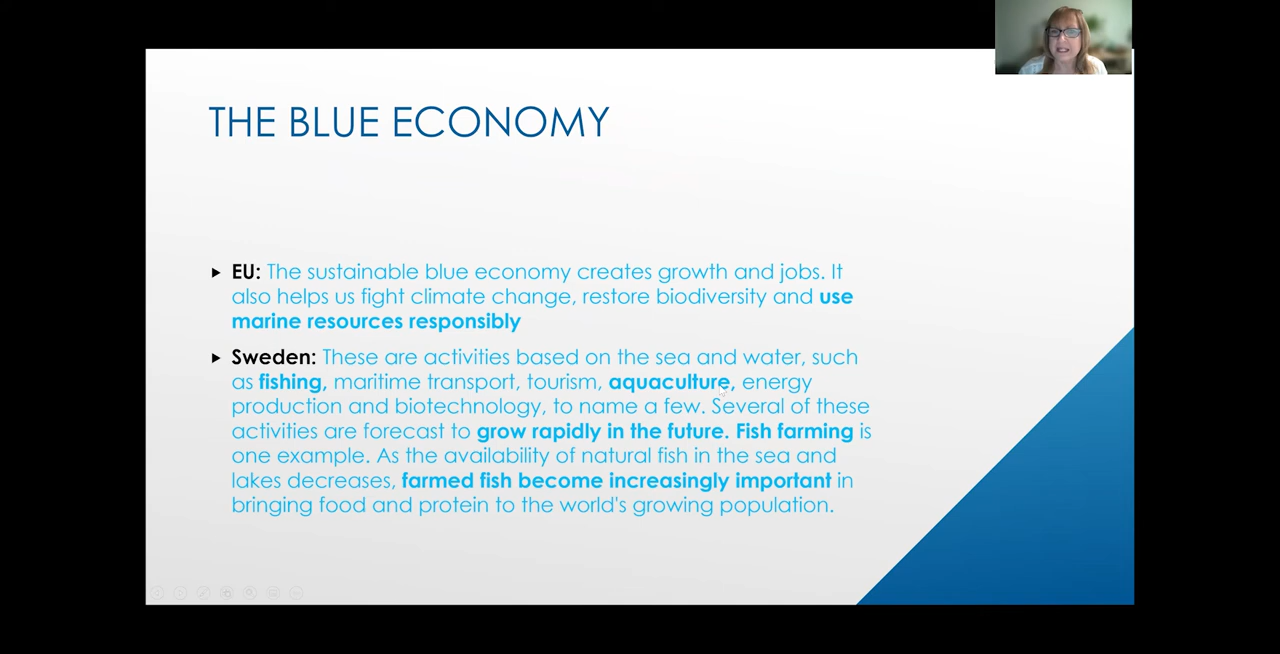 THE BLUE ECONOMY
EU: The sustainable blue economy creates growth and jobs. It
also helps us fight climate change, restore biodiversity and use
marine resources responsibly
Sweden: These are activities based on the sea and water, such
as fishing, maritime transport, tourism, aquaculture, energy
production and biotechnology, to name a few. Several of these
activities are forecast to grow rapidly in the future. Fish farming is
one example. As the availability of natural fish in the sea and
lakes decreases, farmed fish become increasingly important in
bringing food and protein to the world's growing population.